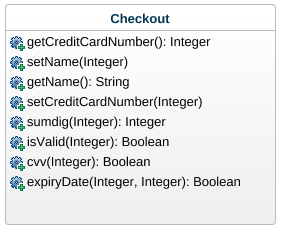 Checkout
getCreditCardNumber(): Integer
setName(Integer)
getName(): String
setCreditCardNumber(Integer)
sumdig(Integer): Integer
isValid(Integer): Boolean
cvv(Integer): Boolean
expiryDate(Integer, Integer): Boolean